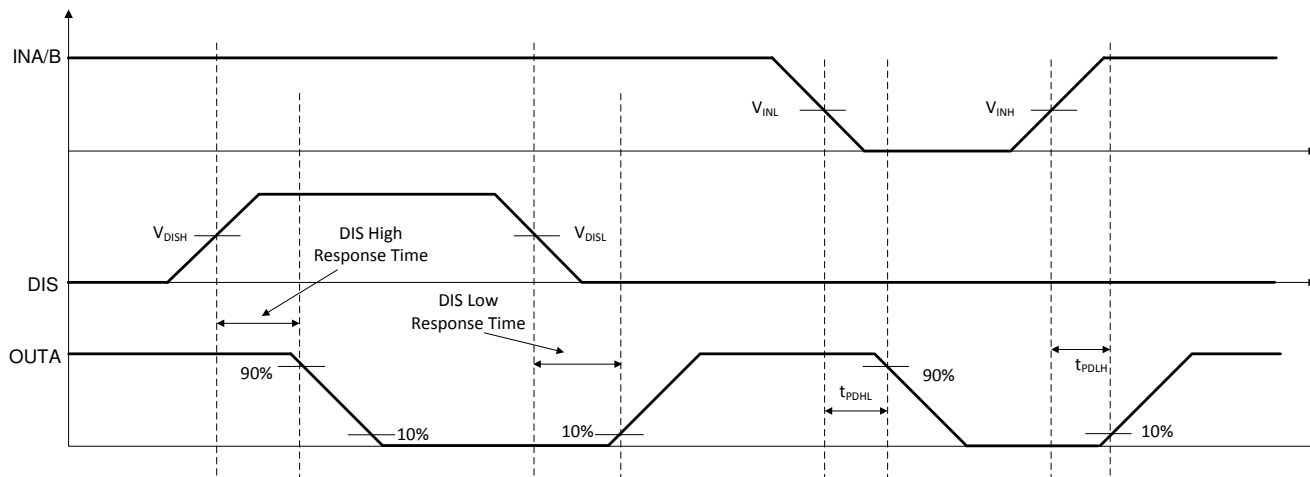 INA/B
V_INL
V_INH
V_DISH
DIS High
Response Time
V_DISL
DIS
DIS Low
Response Time
OUTA
90%
10%
10%
t_PDHL
90%
t_PDLH
10%